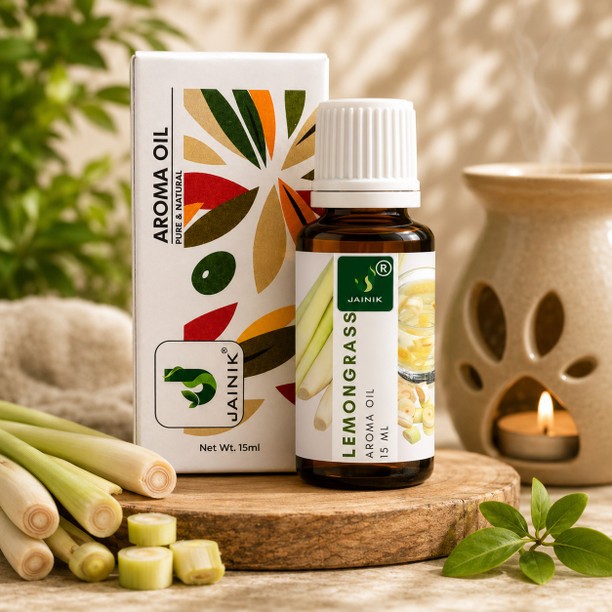 AROMA OIL
PURE & NATURAL
JAINIK®
Net Wt. 15ml
®
JAINIK
LEMONGRASS
AROMA OIL
15 ML